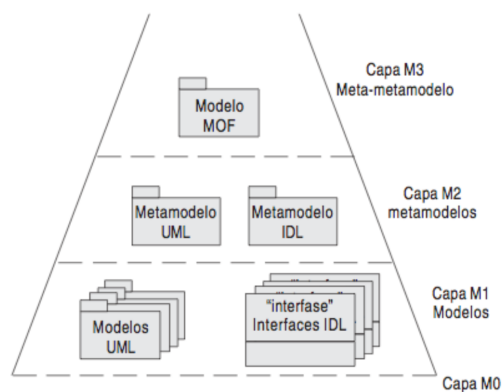 Capa M3
Meta-metamodelo
Modelo
MOF
Capa M2
metamodelos
Metamodelo
UML
Metamodelo
IDL
Capa M1
Modelos
Modelos
UML
"interfase"
Interfaces IDL
Capa M0